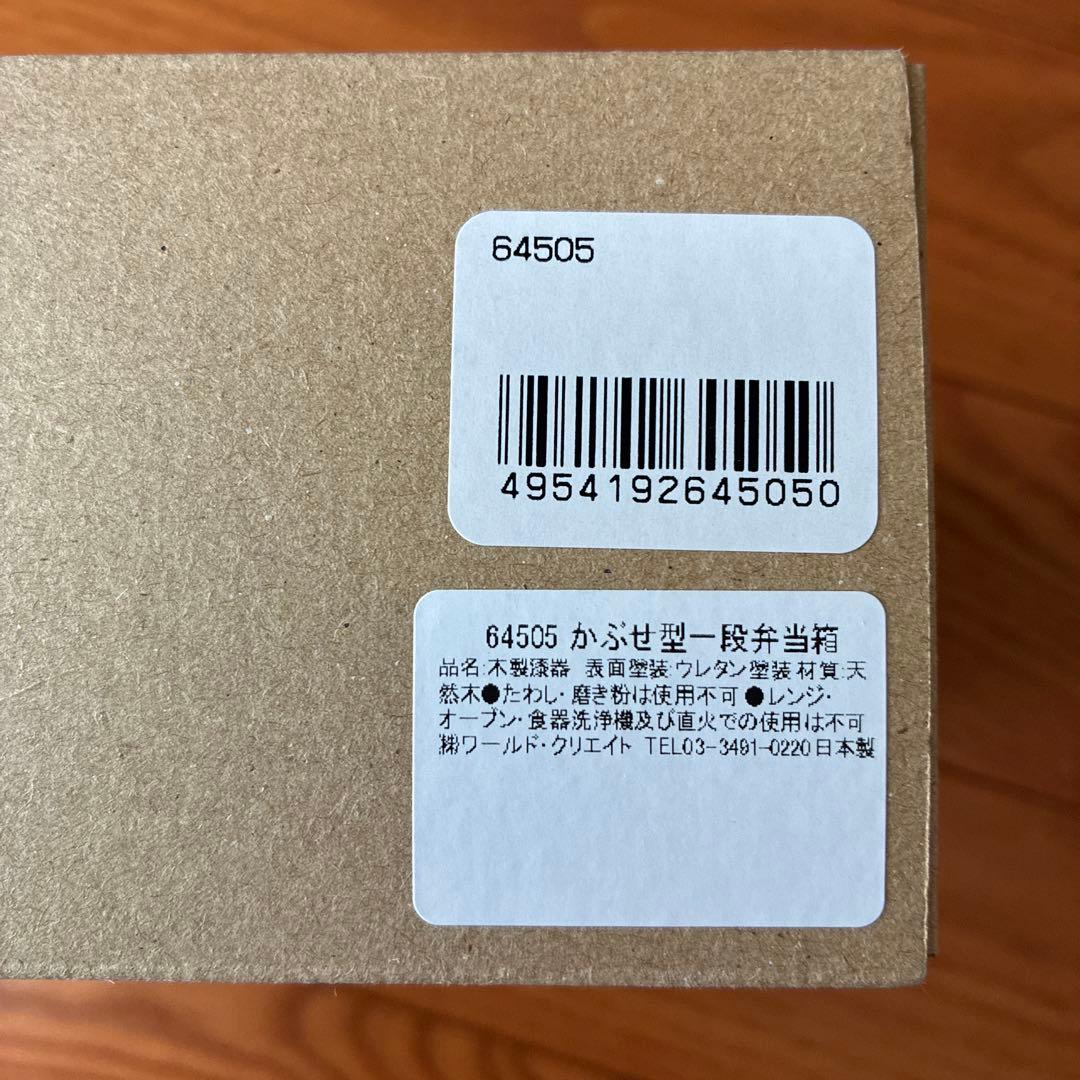 64505
4954192645050
64505 かぶせ型一段弁当箱
品名:木製漆器 表面塗装:ウレタン塗装 材質:天
然木●たわし・磨き粉は使用不可●レンジ・
オーブン・食器洗浄機及び直火での使用は不可
㈱ワールド・クリエイト TEL03-3491-0220日本製